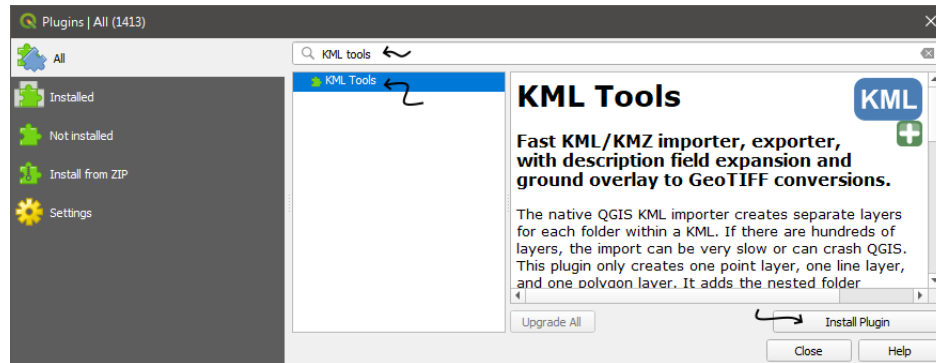 Plugins | All (1413)
All
Installed
Not installed
Install from ZIP
Settings
KML tools
KML Tools
KML Tools
KML
Fast KML/KMZ importer, exporter,
with description field expansion and
ground overlay to GeoTIFF conversions.
The native QGIS KML importer creates separate layers
for each folder within a KML. If there are hundreds of
layers, the import can be very slow or can crash QGIS.
This plugin only creates one point layer, one line layer,
and one polygon layer. It adds the nested folder
Upgrade All
Install Plugin
Close
Help